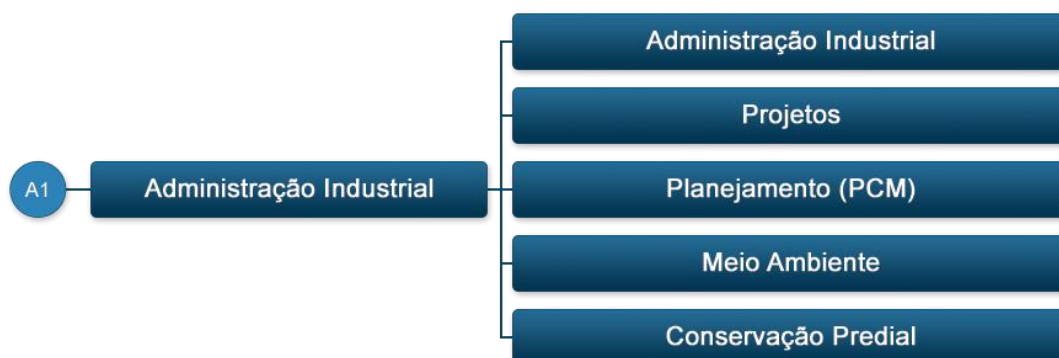 Administração Industrial
Projetos
A1
Administração Industrial
Planejamento (PCM)
Meio Ambiente
Conservação Predial